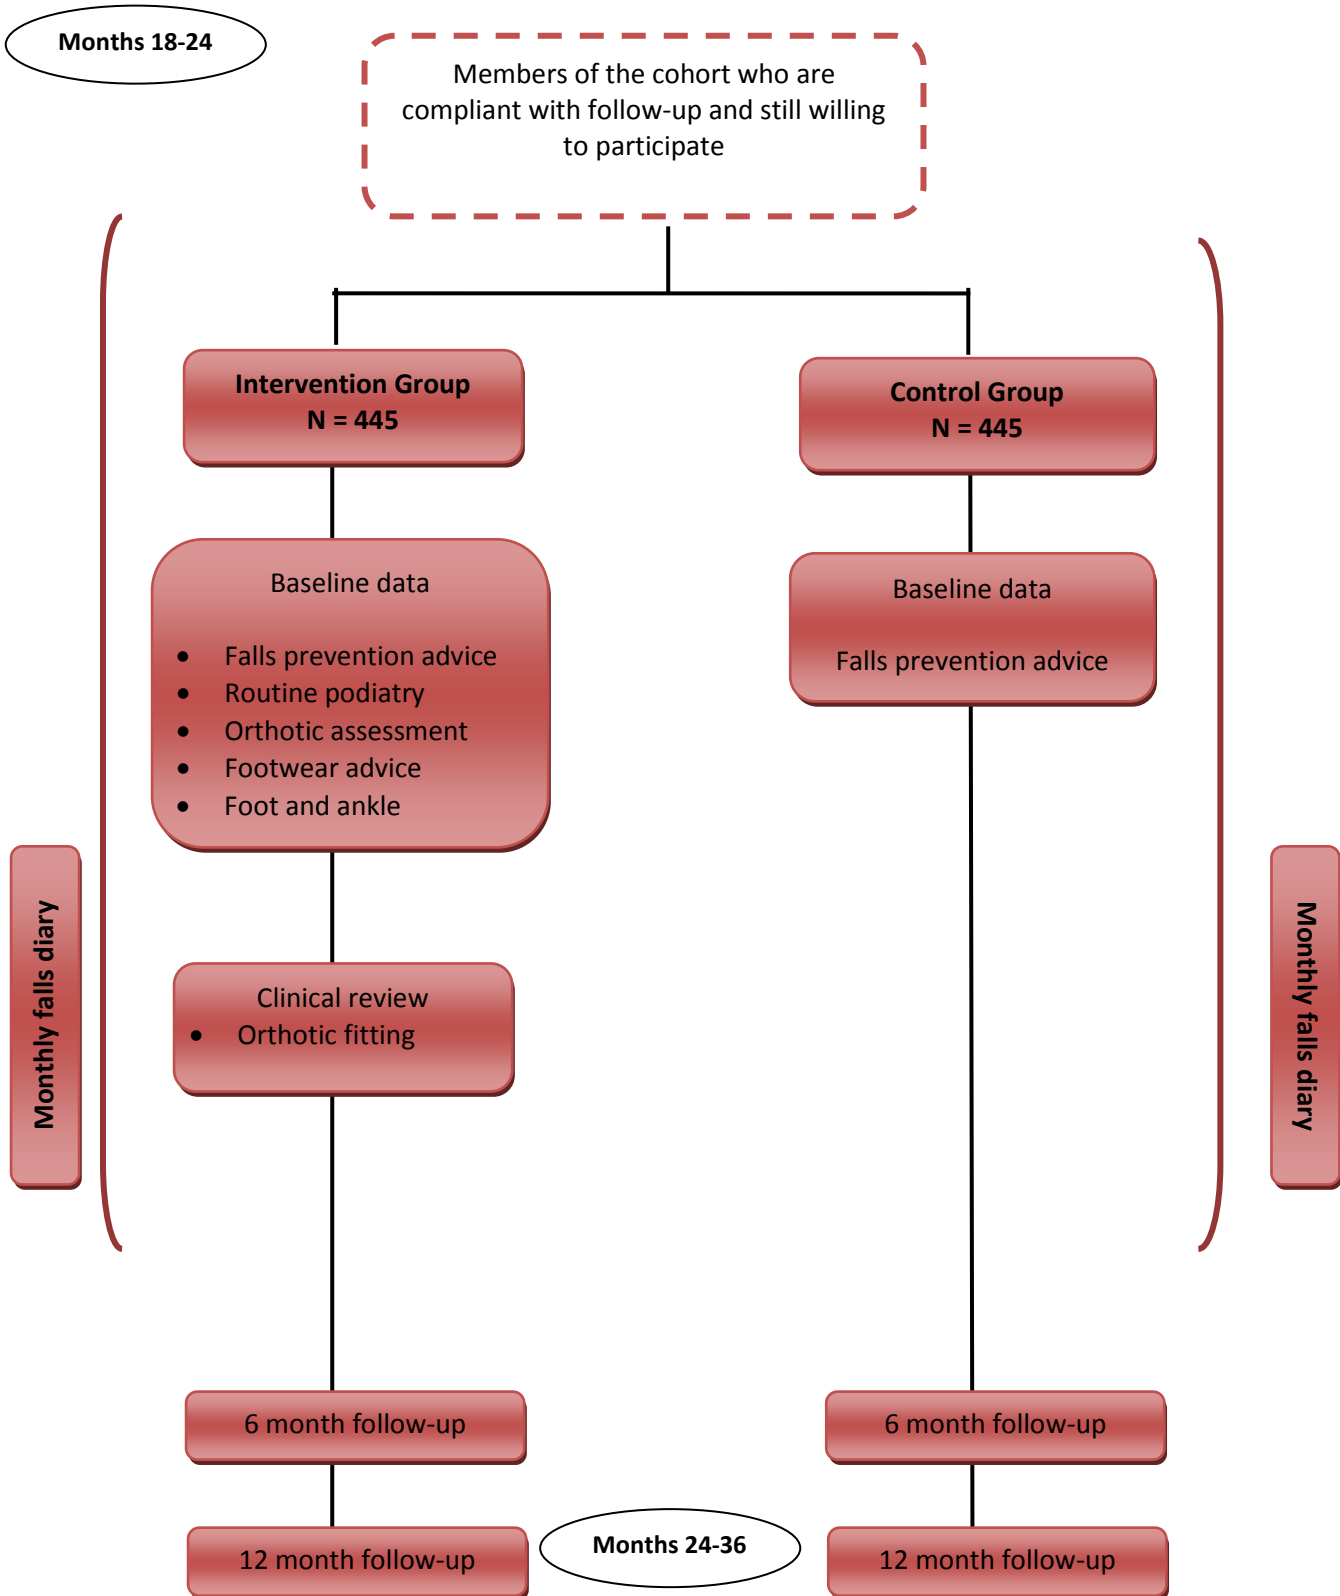 Months 18-24
Members of the cohort who are
compliant with follow-up and still willing
to participate
Intervention Group
N = 445
Control Group
N = 445
Baseline data
• Falls prevention advice
• Routine podiatry
• Orthotic assessment
• Footwear advice
• Foot and ankle
Baseline data
Falls prevention advice
Monthly falls diary
Monthly falls diary
Clinical review
• Orthotic fitting
6 month follow-up
6 month follow-up
12 month follow-up
Months 24-36
12 month follow-up